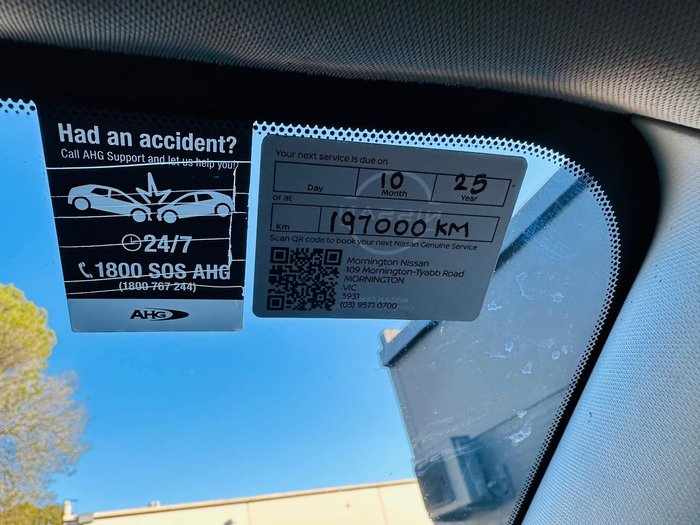 Had an accident?
Call AHG Support and let us help you!
24/7
1800 SOS AHG
(1800 767 244)
AHG
Your next service is due on
Day 10 Month 25 Year
or at
Km 197000 KM
Scan QR code to book your next Nissan Genuine Service
Mornington Nissan
109 Mornington-Tyabb Road
MORNINGTON
VIC
3931
(03) 9571 0700